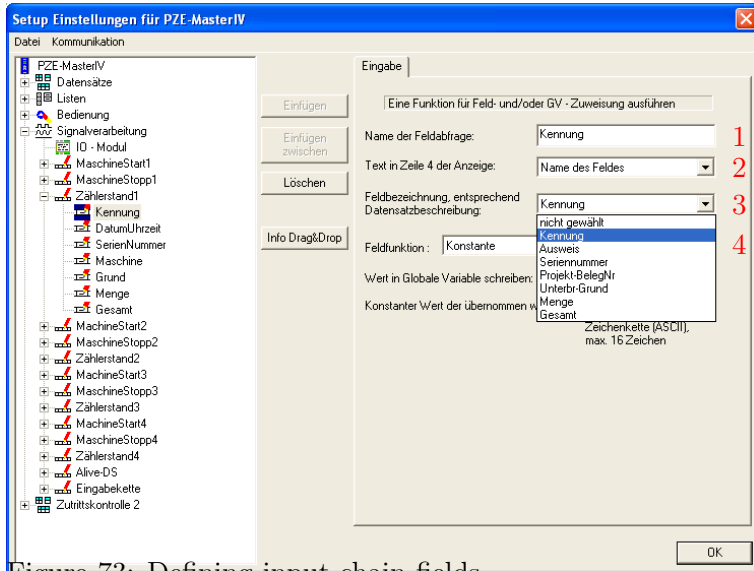 Setup Einstellungen für PZE-MasterIV
Datei Kommunikation
PZE-MasterIV
Datensätze
Listen
Bedienung
Signalverarbeitung
IO - Modul
MaschineStart1
MaschineStopp1
Zählerstand1
Kennung
DatumUhrzeit
SerienNummer
Maschine
Grund
Menge
Gesamt
MachineStart2
MaschineStopp2
Zählerstand2
MachineStart3
MaschineStopp3
Zählerstand3
MachineStart4
MaschineStopp4
Zählerstand4
Alive-DS
Eingabekette
Zutrittskontrolle 2
Einfügen
Einfügen
zwischen
Löschen
Info Drag&Drop
Eingabe
Eine Funktion für Feld- und/oder GV - Zuweisung ausführen
Name der Feldabfrage: Kennung 1
Text in Zeile 4 der Anzeige: Name des Feldes 2
Feldbezeichnung, entsprechend
Datensatzbeschreibung: Kennung 3
nicht gewählt
Kennung
Ausweis
Seriennummer
Projekt-BelegNr
Unterbr-Grund
Menge
Gesamt
Feldfunktion : Konstante 4
Wert in Globale Variable schreiben:
Konstanter Wert der übernommen w
Zeichenkette (ASCII),
max. 16 Zeichen
OK
Figure 73: Defining input chain fields